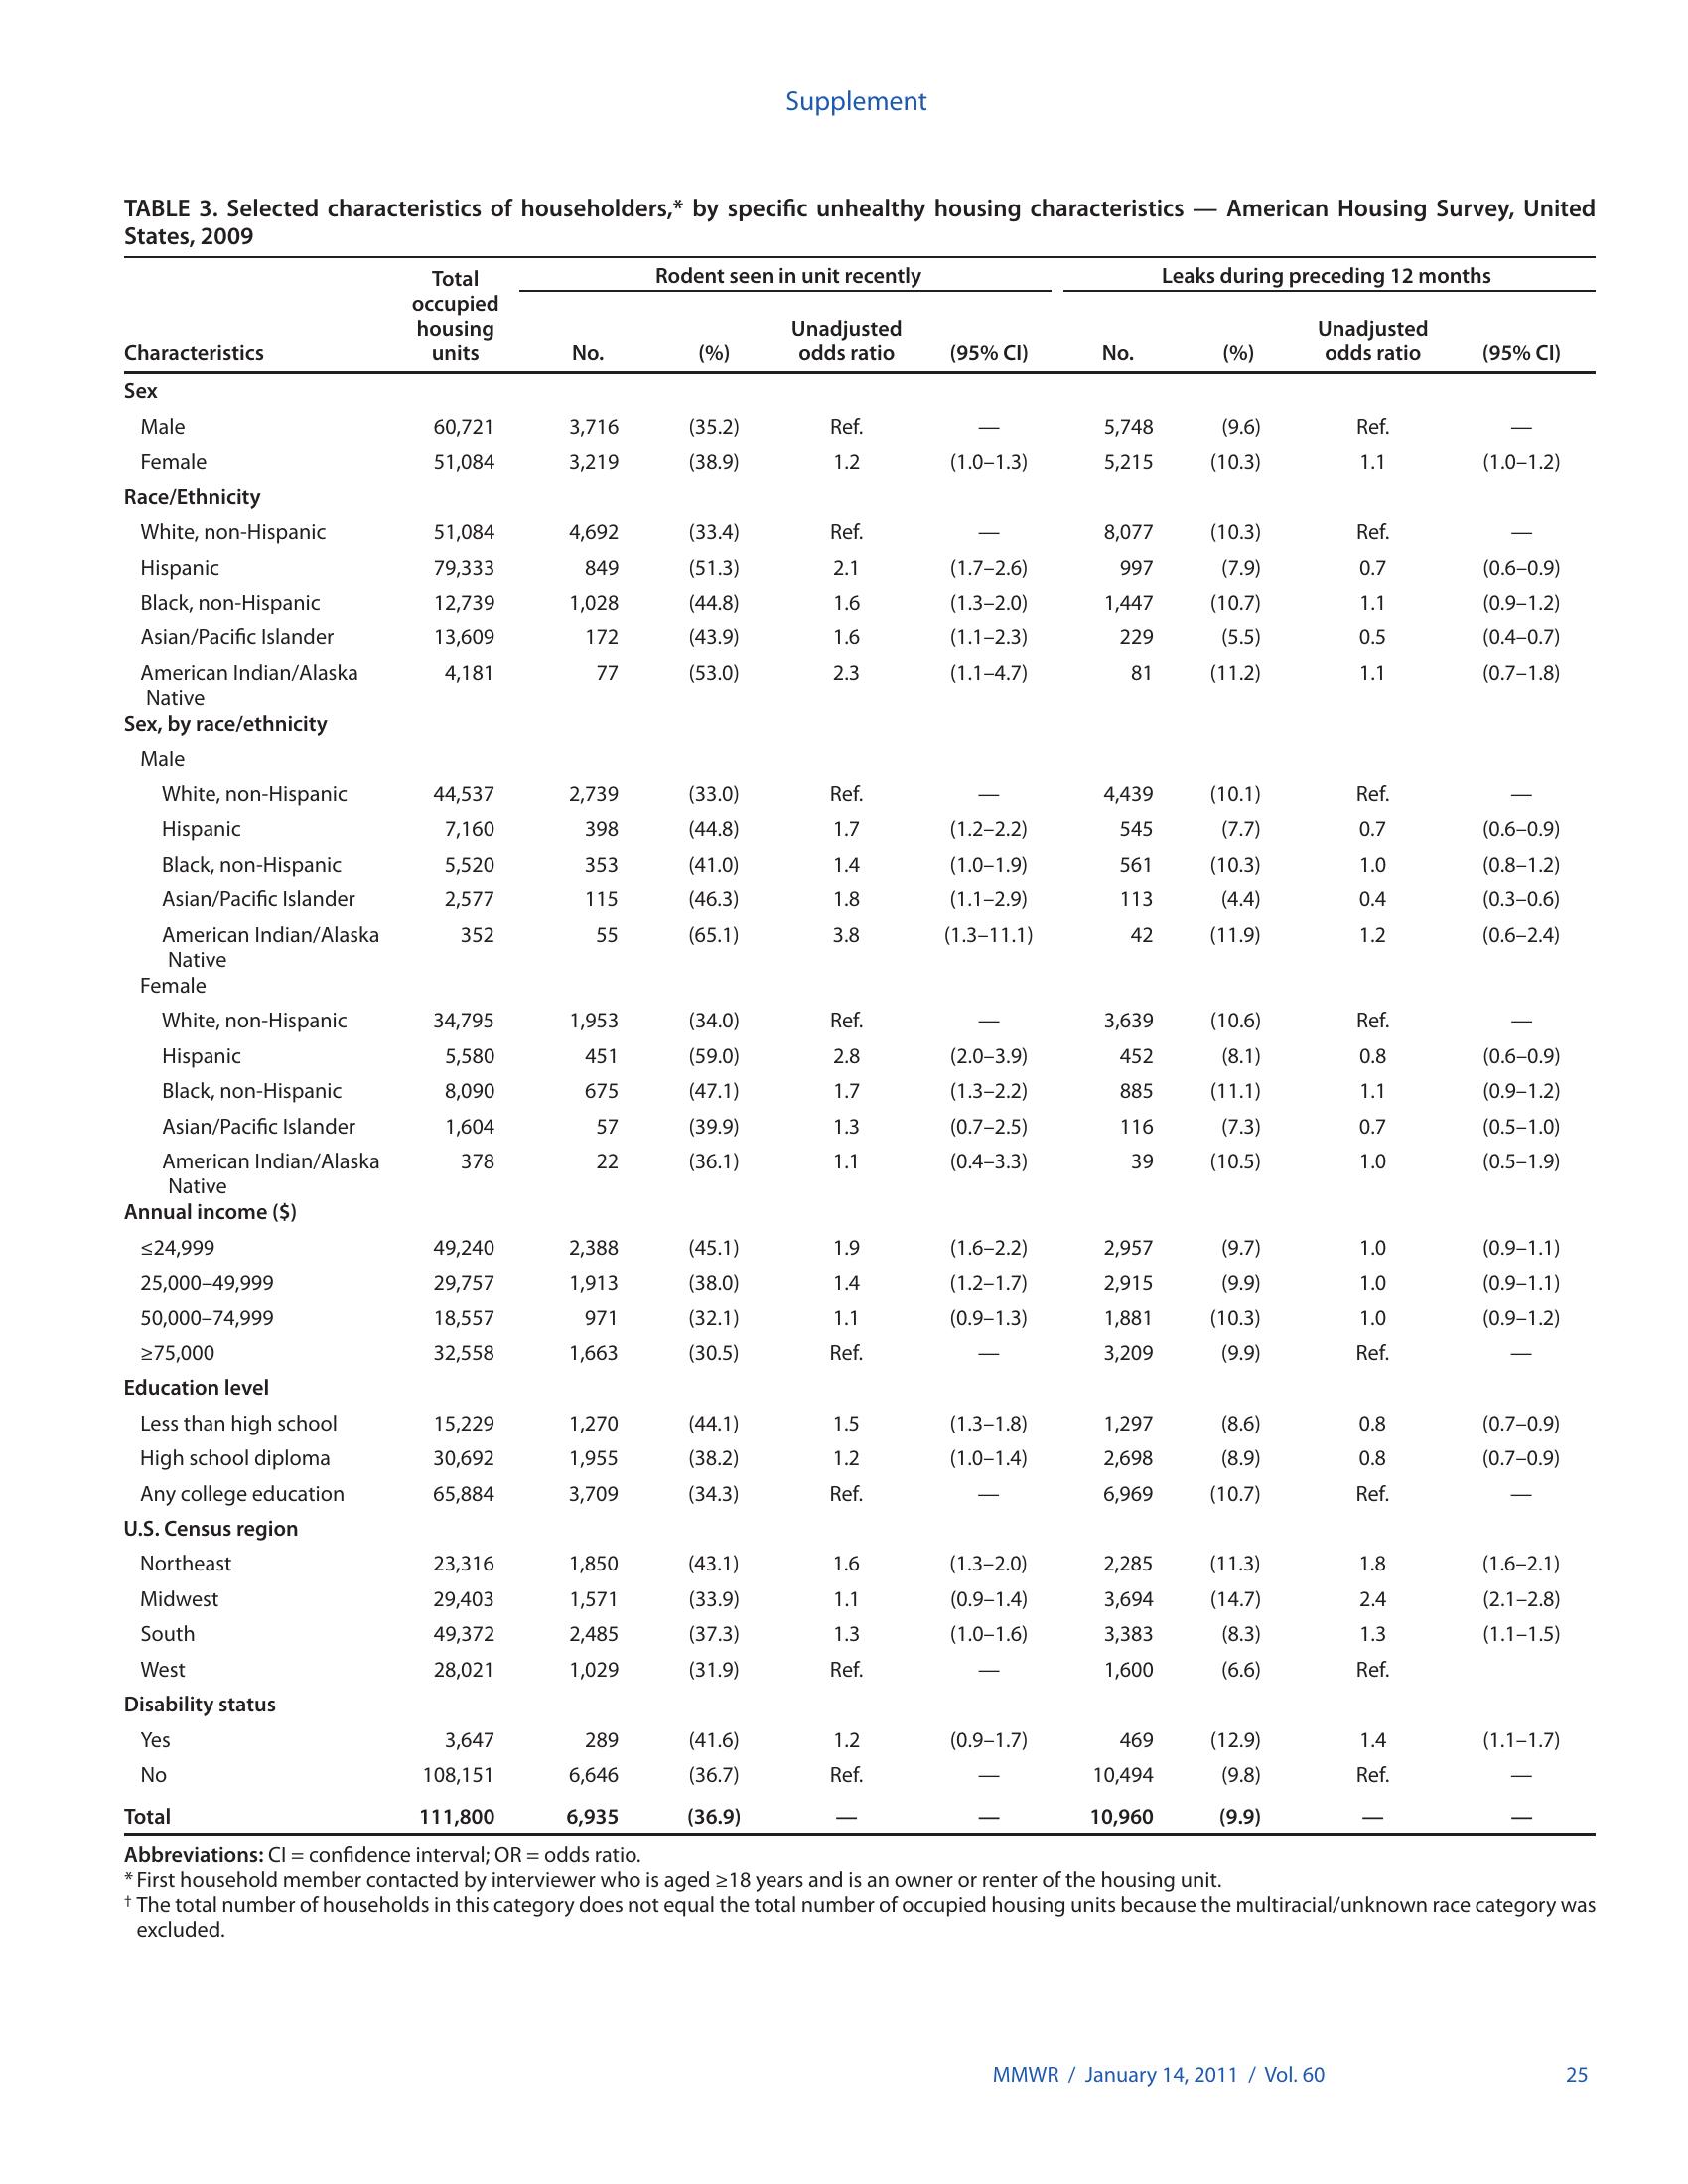 Supplement
TABLE 3. Selected characteristics of householders,* by specific unhealthy housing characteristics — American Housing Survey, United
States, 2009
Total occupied housing units
Rodent seen in unit recently
Leaks during preceding 12 months
Characteristics No. (%) Unadjusted odds ratio (95% CI) No. (%) Unadjusted odds ratio (95% CI)
Sex
Male 60,721 3,716 (35.2) Ref. — 5,748 (9.6) Ref. —
Female 51,084 3,219 (38.9) 1.2 (1.0–1.3) 5,215 (10.3) 1.1 (1.0–1.2)
Race/Ethnicity
White, non-Hispanic 51,084 4,692 (33.4) Ref. — 8,077 (10.3) Ref. —
Hispanic 79,333 849 (51.3) 2.1 (1.7–2.6) 997 (7.9) 0.7 (0.6–0.9)
Black, non-Hispanic 12,739 1,028 (44.8) 1.6 (1.3–2.0) 1,447 (10.7) 1.1 (0.9–1.2)
Asian/Pacific Islander 13,609 172 (43.9) 1.6 (1.1–2.3) 229 (5.5) 0.5 (0.4–0.7)
American Indian/Alaska 4,181 77 (53.0) 2.3 (1.1–4.7) 81 (11.2) 1.1 (0.7–1.8)
Native
Sex, by race/ethnicity
Male
White, non-Hispanic 44,537 2,739 (33.0) Ref. — 4,439 (10.1) Ref. —
Hispanic 7,160 398 (44.8) 1.7 (1.2–2.2) 545 (7.7) 0.7 (0.6–0.9)
Black, non-Hispanic 5,520 353 (41.0) 1.4 (1.0–1.9) 561 (10.3) 1.0 (0.8–1.2)
Asian/Pacific Islander 2,577 115 (46.3) 1.8 (1.1–2.9) 113 (4.4) 0.4 (0.3–0.6)
American Indian/Alaska 352 55 (65.1) 3.8 (1.3–11.1) 42 (11.9) 1.2 (0.6–2.4)
Native
Female
White, non-Hispanic 34,795 1,953 (34.0) Ref. — 3,639 (10.6) Ref. —
Hispanic 5,580 451 (59.0) 2.8 (2.0–3.9) 452 (8.1) 0.8 (0.6–0.9)
Black, non-Hispanic 8,090 675 (47.1) 1.7 (1.3–2.2) 885 (11.1) 1.1 (0.9–1.2)
Asian/Pacific Islander 1,604 57 (39.9) 1.3 (0.7–2.5) 116 (7.3) 0.7 (0.5–1.0)
American Indian/Alaska 378 22 (36.1) 1.1 (0.4–3.3) 39 (10.5) 1.0 (0.5–1.9)
Native
Annual income ($)
≤24,999 49,240 2,388 (45.1) 1.9 (1.6–2.2) 2,957 (9.7) 1.0 (0.9–1.1)
25,000–49,999 29,757 1,913 (38.0) 1.4 (1.2–1.7) 2,915 (9.9) 1.0 (0.9–1.1)
50,000–74,999 18,557 971 (32.1) 1.1 (0.9–1.3) 1,881 (10.3) 1.0 (0.9–1.2)
≥75,000 32,558 1,663 (30.5) Ref. — 3,209 (9.9) Ref. —
Education level
Less than high school 15,229 1,270 (44.1) 1.5 (1.3–1.8) 1,297 (8.6) 0.8 (0.7–0.9)
High school diploma 30,692 1,955 (38.2) 1.2 (1.0–1.4) 2,698 (8.9) 0.8 (0.7–0.9)
Any college education 65,884 3,709 (34.3) Ref. — 6,969 (10.7) Ref. —
U.S. Census region
Northeast 23,316 1,850 (43.1) 1.6 (1.3–2.0) 2,285 (11.3) 1.8 (1.6–2.1)
Midwest 29,403 1,571 (33.9) 1.1 (0.9–1.4) 3,694 (14.7) 2.4 (2.1–2.8)
South 49,372 2,485 (37.3) 1.3 (1.0–1.6) 3,383 (8.3) 1.3 (1.1–1.5)
West 28,021 1,029 (31.9) Ref. — 1,600 (6.6) Ref.
Disability status
Yes 3,647 289 (41.6) 1.2 (0.9–1.7) 469 (12.9) 1.4 (1.1–1.7)
No 108,151 6,646 (36.7) Ref. — 10,494 (9.8) Ref. —
Total 111,800 6,935 (36.9) — — 10,960 (9.9) — —
Abbreviations: CI = confidence interval; OR = odds ratio.
* First household member contacted by interviewer who is aged ≥18 years and is an owner or renter of the housing unit.
† The total number of households in this category does not equal the total number of occupied housing units because the multiracial/unknown race category was
excluded.
MMWR / January 14, 2011 / Vol. 60 25